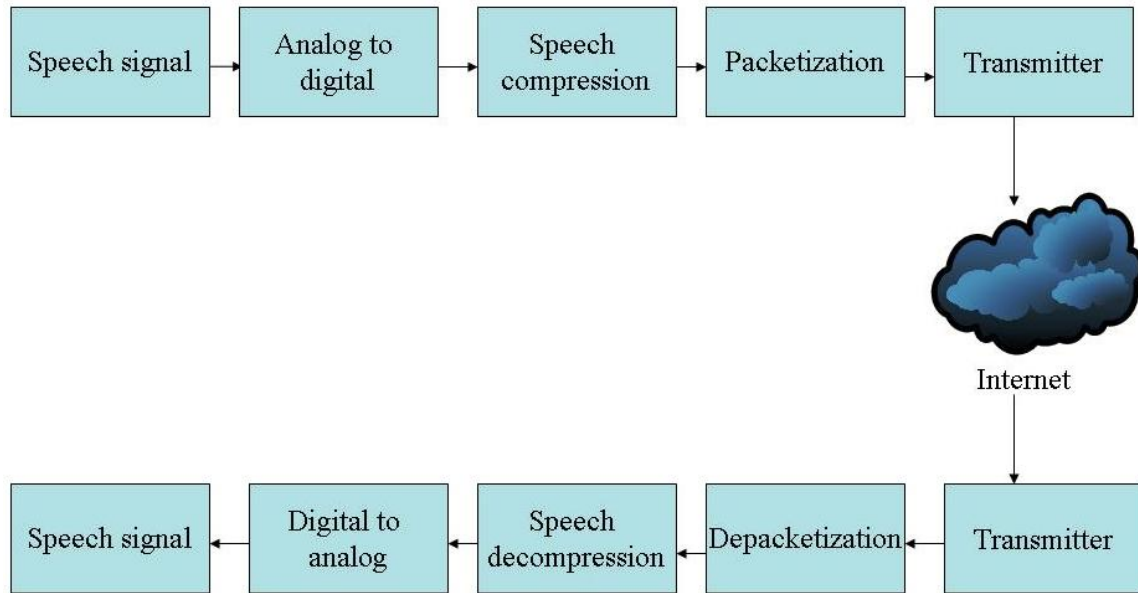 Speech signal
Analog to
digital
Speech
compression
Packetization
Transmitter
Internet
Speech signal
Digital to
analog
Speech
decompression
Depacketization
Transmitter